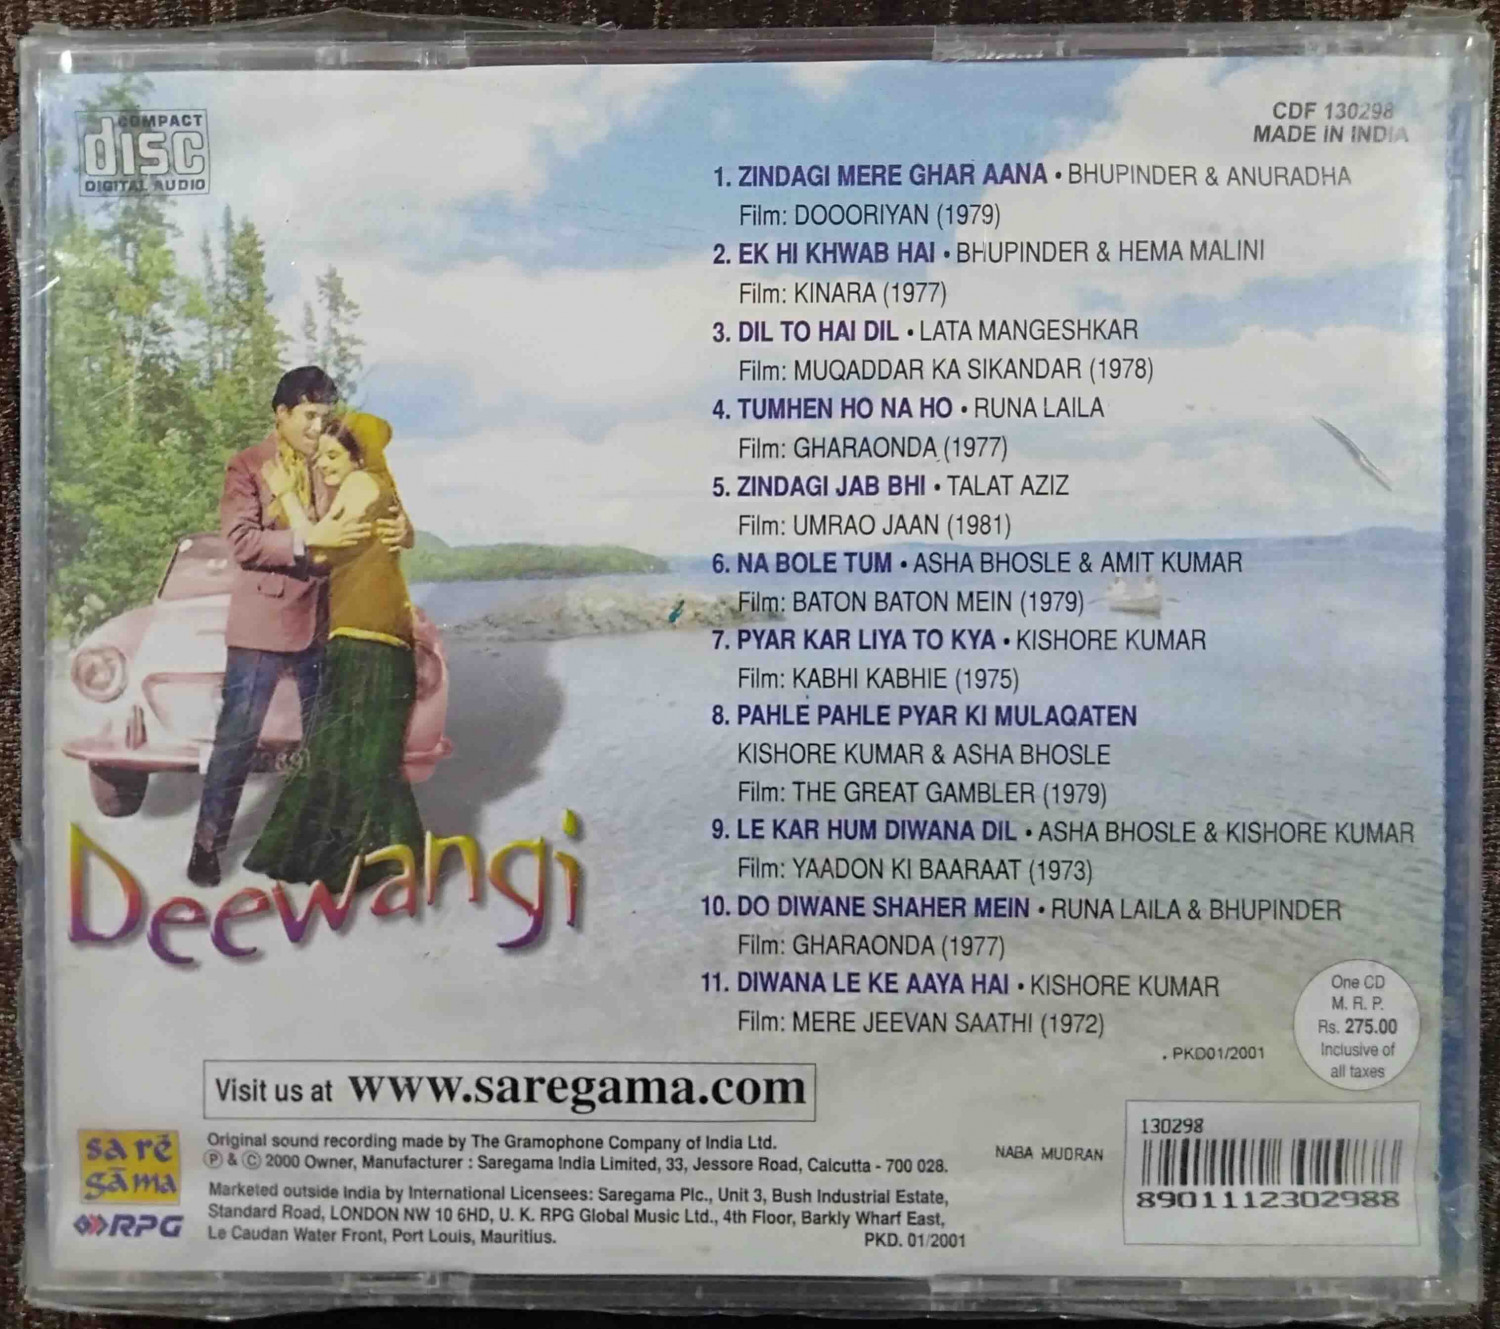 COMPACT
disc
DIGITAL AUDIO
CDF 130298
MADE IN INDIA
1. ZINDAGI MERE GHAR AANA • BHUPINDER & ANURADHA
Film: DOOORIYAN (1979)
2. EK HI KHWAB HAI • BHUPINDER & HEMA MALINI
Film: KINARA (1977)
3. DIL TO HAI DIL • LATA MANGESHKAR
Film: MUQADDAR KA SIKANDAR (1978)
4. TUMHEN HO NA HO • RUNA LAILA
Film: GHARAONDA (1977)
5. ZINDAGI JAB BHI • TALAT AZIZ
Film: UMRAO JAAN (1981)
6. NA BOLE TUM • ASHA BHOSLE & AMIT KUMAR
Film: BATON BATON MEIN (1979)
7. PYAR KAR LIYA TO KYA • KISHORE KUMAR
Film: KABHI KABHIE (1975)
8. PAHLE PAHLE PYAR KI MULAQATEN
KISHORE KUMAR & ASHA BHOSLE
Film: THE GREAT GAMBLER (1979)
9. LE KAR HUM DIWANA DIL • ASHA BHOSLE & KISHORE KUMAR
Film: YAADON KI BAARAAT (1973)
10. DO DIWANE SHAHER MEIN • RUNA LAILA & BHUPINDER
Film: GHARAONDA (1977)
11. DIWANA LE KE AAYA HAI • KISHORE KUMAR
Film: MERE JEEVAN SAATHI (1972)
Deewangi
. PKD01/2001
One CD
M. R. P.
Rs. 275.00
Inclusive of
all taxes
Visit us at www.saregama.com
sa rē
gāma
RPG
Original sound recording made by The Gramophone Company of India Ltd.
Ⓟ & © 2000 Owner, Manufacturer : Saregama India Limited, 33, Jessore Road, Calcutta - 700 028.
Marketed outside India by International Licensees: Saregama Plc., Unit 3, Bush Industrial Estate,
Standard Road, LONDON NW 10 6HD, U. K. RPG Global Music Ltd., 4th Floor, Barkly Wharf East,
Le Caudan Water Front, Port Louis, Mauritius.
PKD. 01/2001
NABA MUDRAN
130298
8901112302988